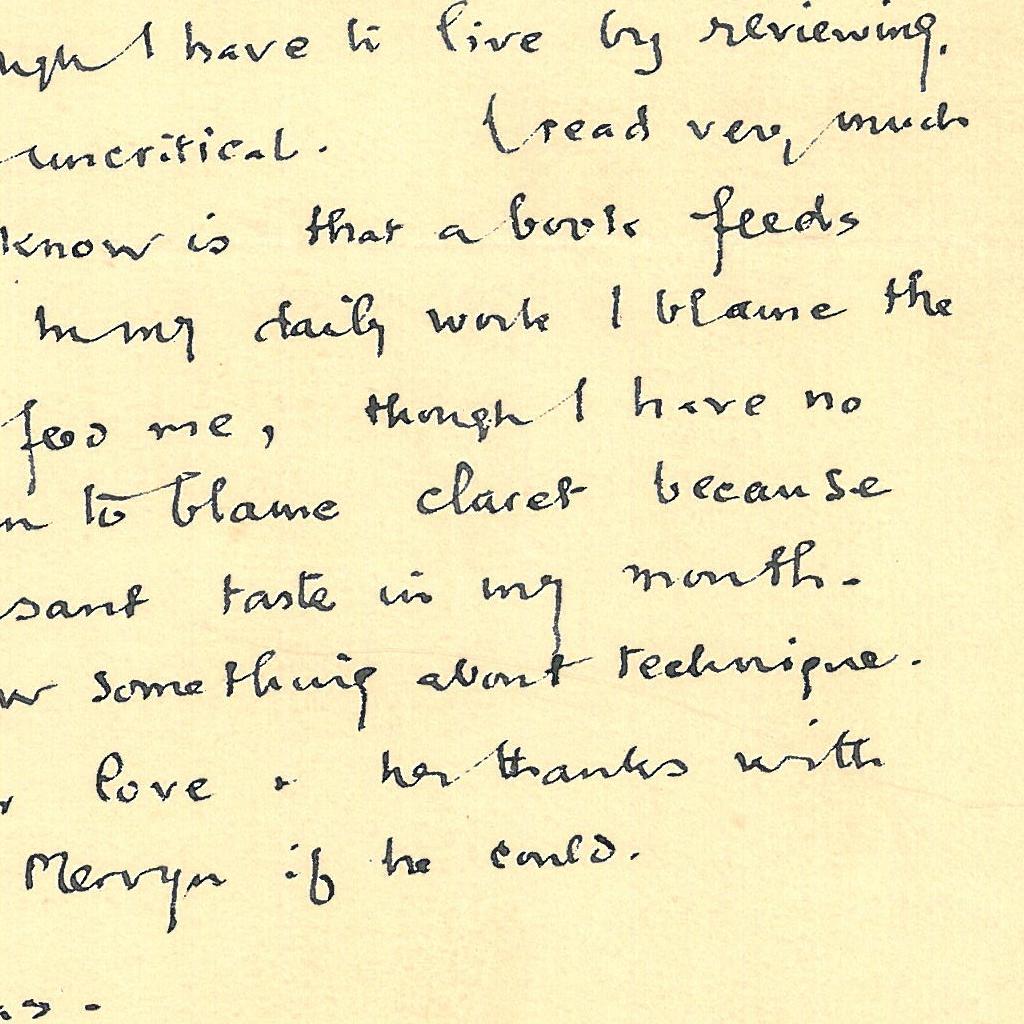 ugh I have to live by reviewing.
uncritical. I read very much
know is that a book feeds
In my daily work I blame the
feed me, though I have no
n to blame claret because
sant taste in my mouth.
w something about technique.
r love & her thanks with
Mervyn if he could.